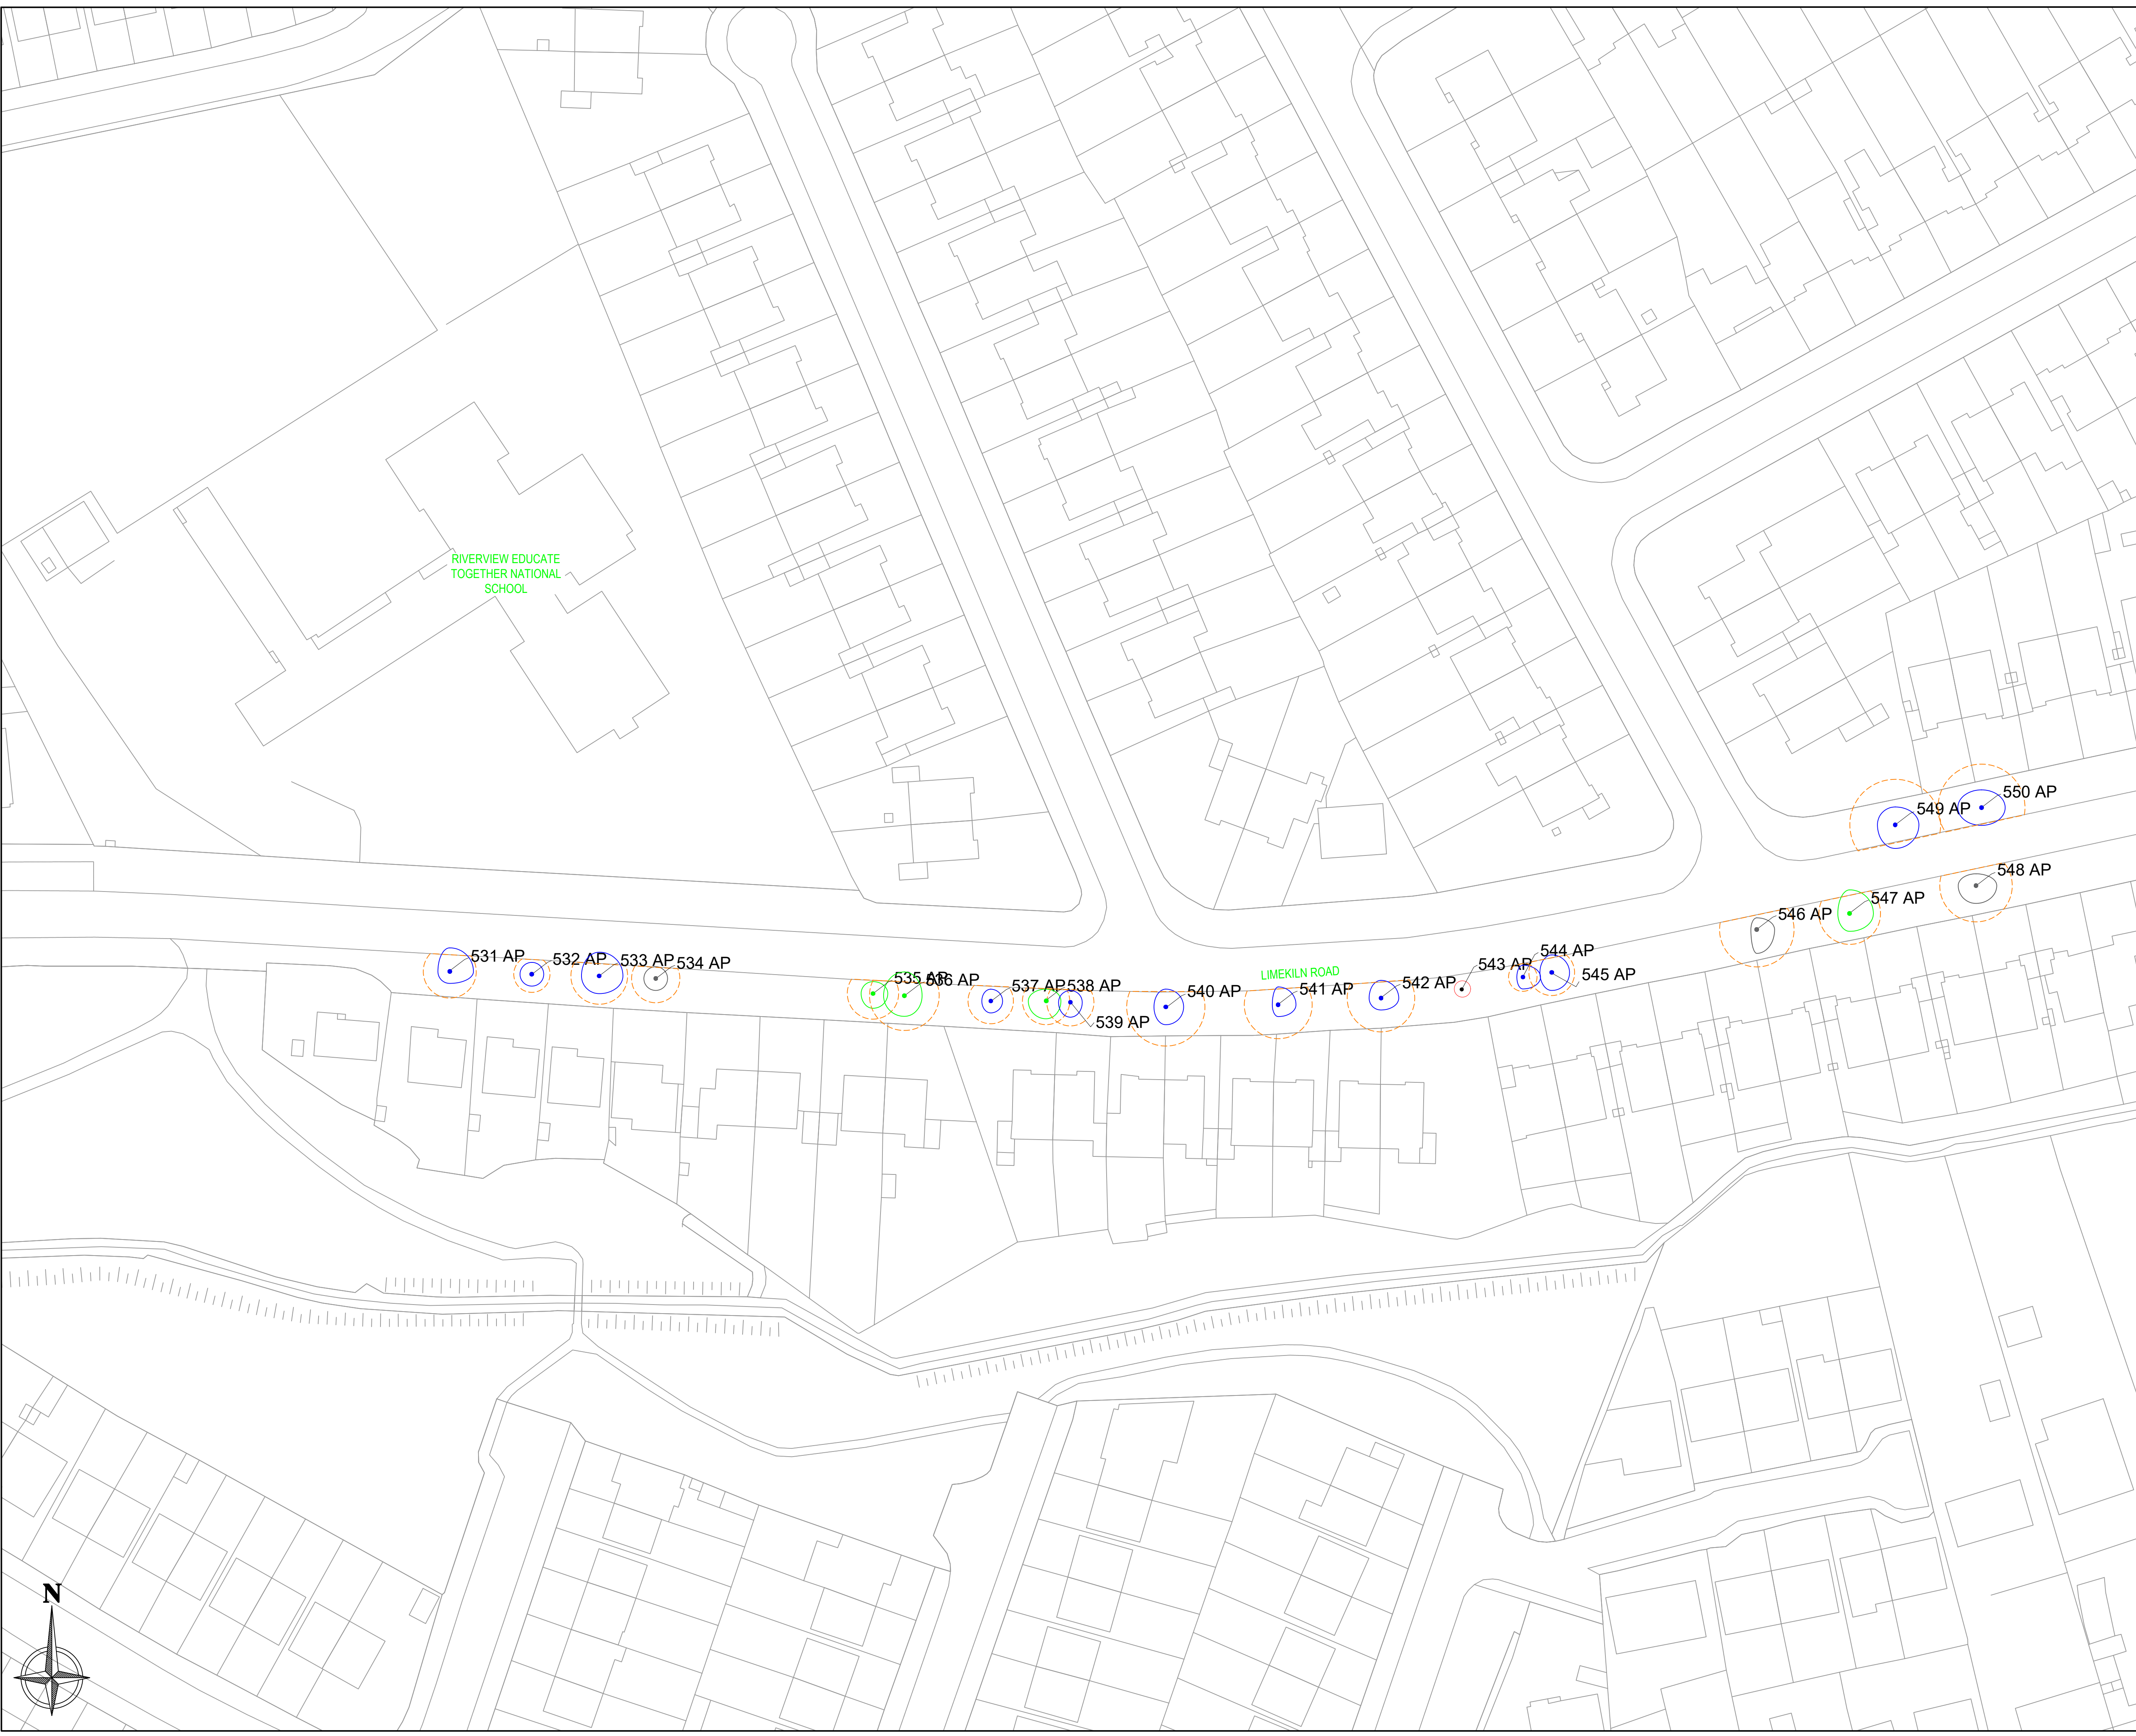 RIVERVIEW EDUCATE
TOGETHER NATIONAL
SCHOOL
550 AP
549 AP
548 AP
547 AP
546 AP
531 AP
532 AP
533 AP
534 AP
535 AP
536 AP
537 AP
538 AP
539 AP
540 AP
LIMEKILN ROAD
541 AP
542 AP
543 AP
544 AP
545 AP
N